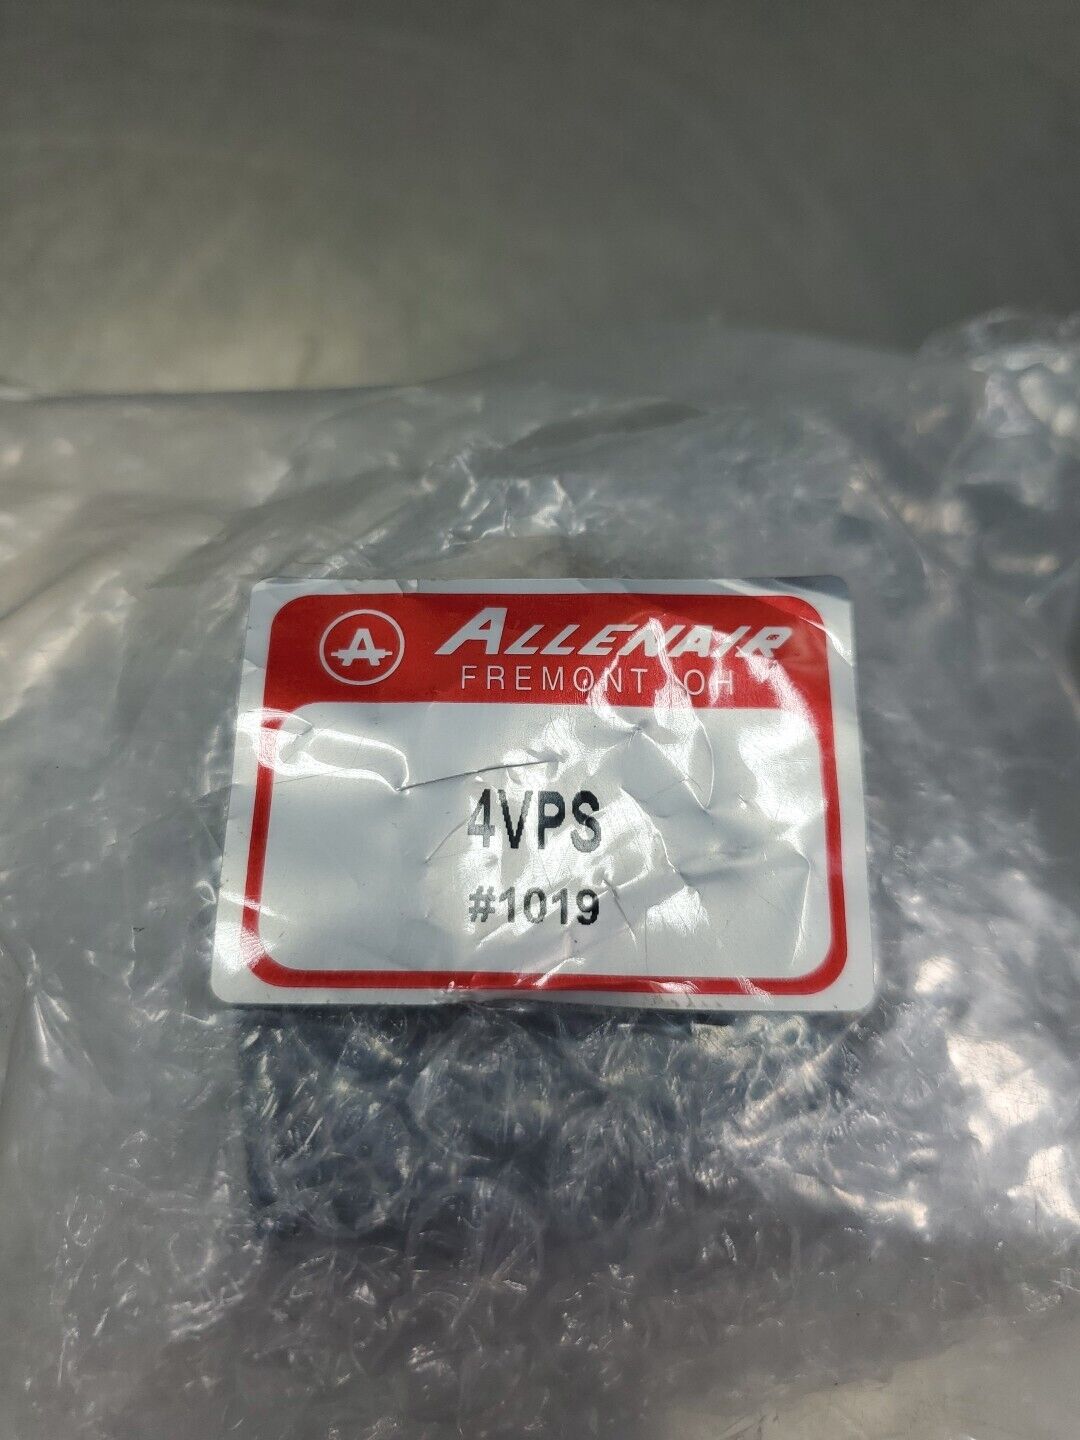 A
ALLENAIR
FREMONT, OH
4VPS
#1019